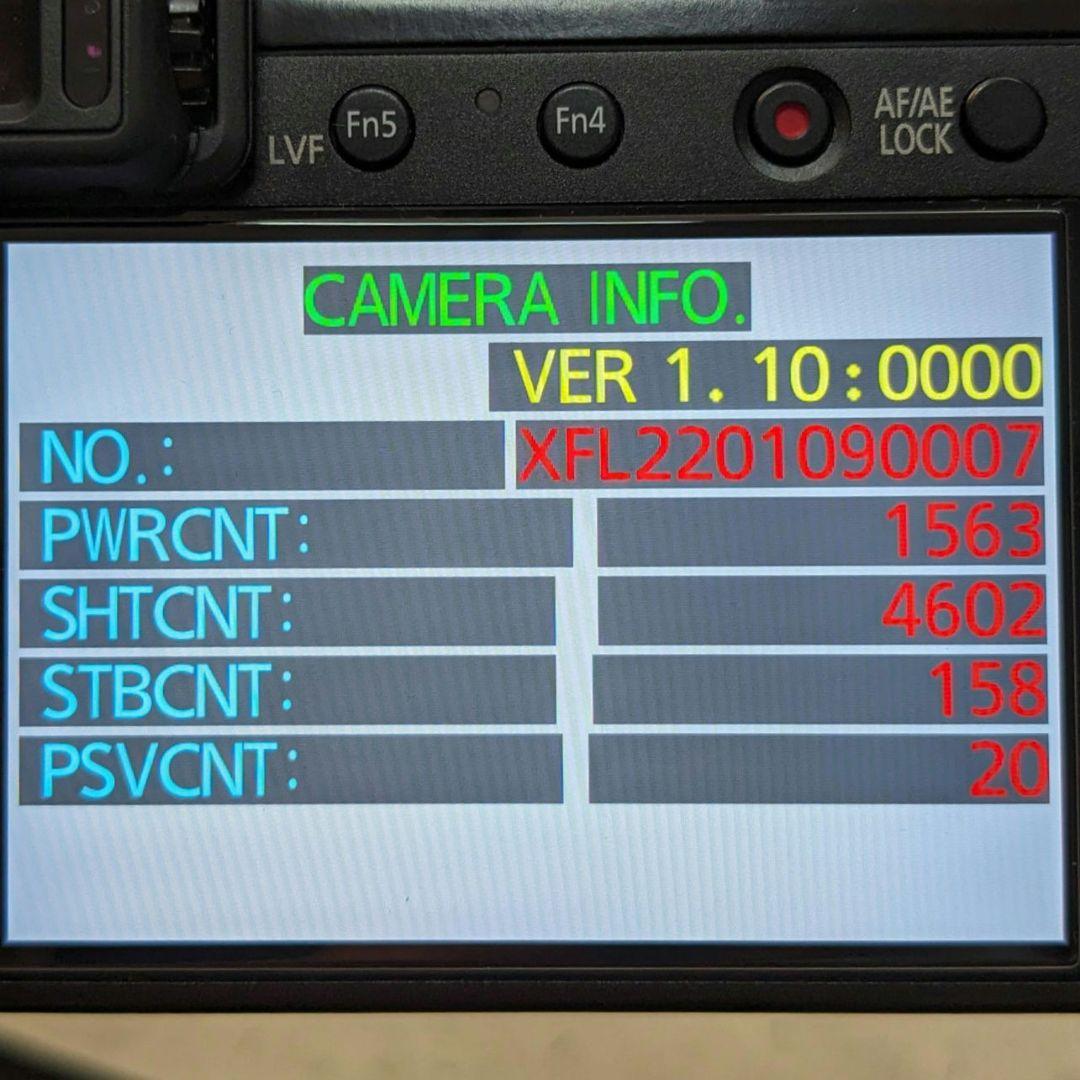 LVF Fn5 Fn4 AF/AE
LOCK
CAMERA INFO.
VER 1.10:0000
NO.: XFL2201090007
PWRCNT: 1563
SHTCNT: 4602
STBCNT: 158
PSVCNT: 20